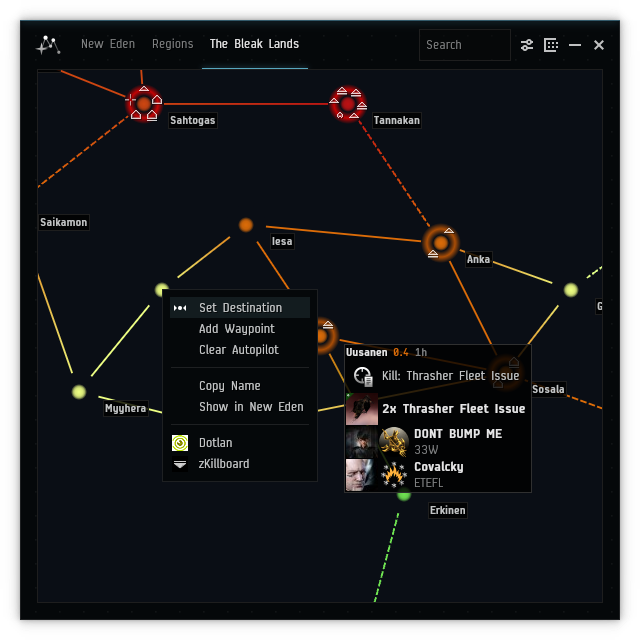 New Eden
Regions
The Bleak Lands
Search
Sahtogas
Tannakan
Saikamon
Iesa
Anka
G
Set Destination
Add Waypoint
Clear Autopilot
Copy Name
Show in New Eden
Dotlan
zKillboard
Myyhera
Uusanen 0.4 1h
Kill: Thrasher Fleet Issue
2x Thrasher Fleet Issue
DONT BUMP ME
33W
Covalcky
ETEFL
Sosala
Erkinen